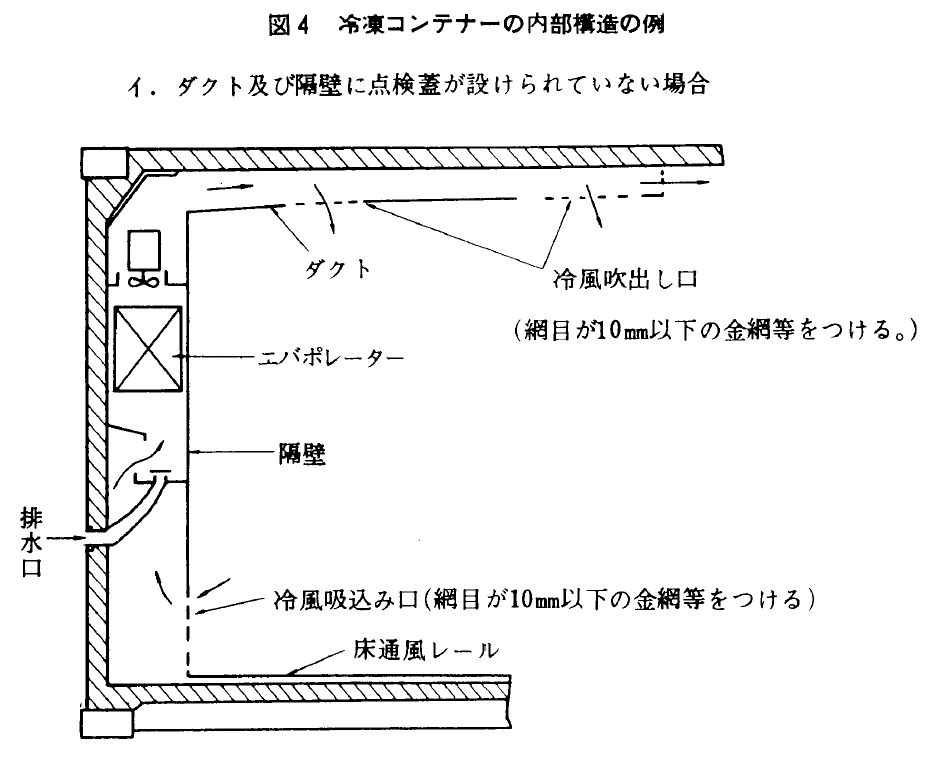 図4 冷凍コンテナーの内部構造の例
イ．ダクト及び隔壁に点検蓋が設けられていない場合
ダクト
冷風吹出し口
(網目が10mm以下の金網等をつける。)
エバポレーター
隔壁
排水口
冷風吸込み口(網目が10mm以下の金網等をつける)
床通風レール